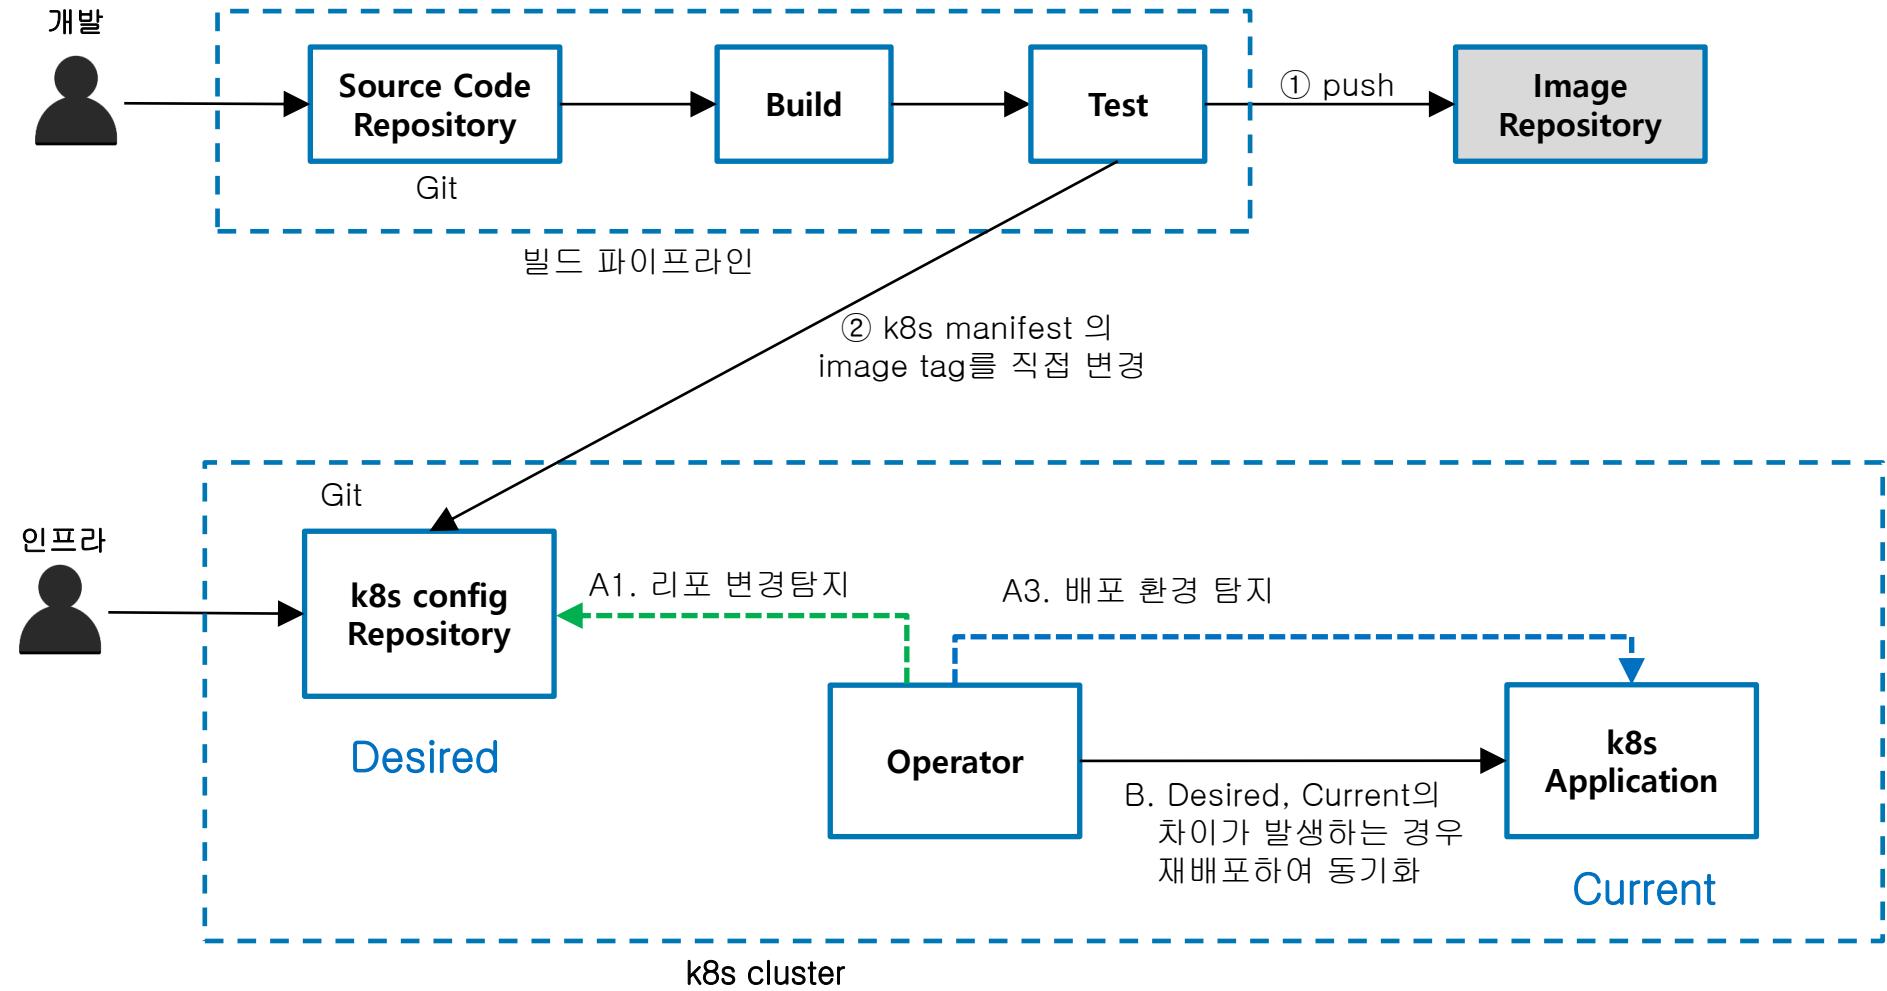 개발
Source Code
Repository
Build
Test
① push
Image
Repository
Git
빌드 파이프라인
② k8s manifest 의
image tag를 직접 변경
Git
인프라
k8s config
Repository
A1. 리포 변경탐지
A3. 배포 환경 탐지
Desired
Operator
k8s
Application
B. Desired, Current의
차이가 발생하는 경우
재배포하여 동기화
Current
k8s cluster